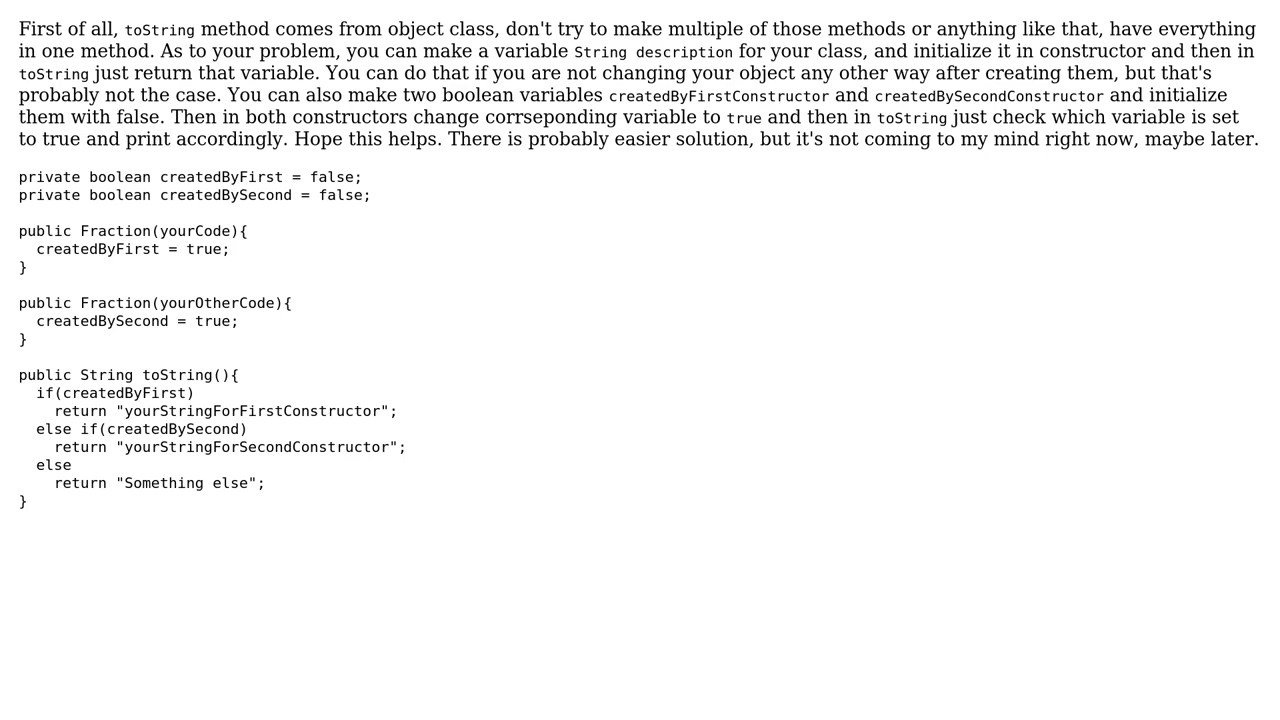 First of all, toString method comes from object class, don't try to make multiple of those methods or anything like that, have everything
in one method. As to your problem, you can make a variable String description for your class, and initialize it in constructor and then in
toString just return that variable. You can do that if you are not changing your object any other way after creating them, but that's
probably not the case. You can also make two boolean variables createdByFirstConstructor and createdBySecondConstructor and initialize
them with false. Then in both constructors change corrseponding variable to true and then in toString just check which variable is set
to true and print accordingly. Hope this helps. There is probably easier solution, but it's not coming to my mind right now, maybe later.
private boolean createdByFirst = false;
private boolean createdBySecond = false;
public Fraction(yourCode){
  createdByFirst = true;
}
public Fraction(yourOtherCode){
  createdBySecond = true;
}
public String toString(){
  if(createdByFirst)
    return "yourStringForFirstConstructor";
  else if(createdBySecond)
    return "yourStringForSecondConstructor";
  else
    return "Something else";
}